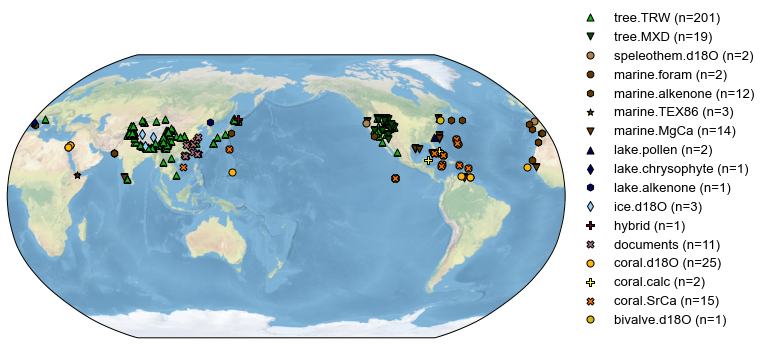 tree.TRW (n=201)
tree.MXD (n=19)
speleothem.d18O (n=2)
marine.foram (n=2)
marine.alkenone (n=12)
marine.TEX86 (n=3)
marine.MgCa (n=14)
lake.pollen (n=2)
lake.chrysophyte (n=1)
lake.alkenone (n=1)
ice.d18O (n=3)
hybrid (n=1)
documents (n=11)
coral.d18O (n=25)
coral.calc (n=2)
coral.SrCa (n=15)
bivalve.d18O (n=1)